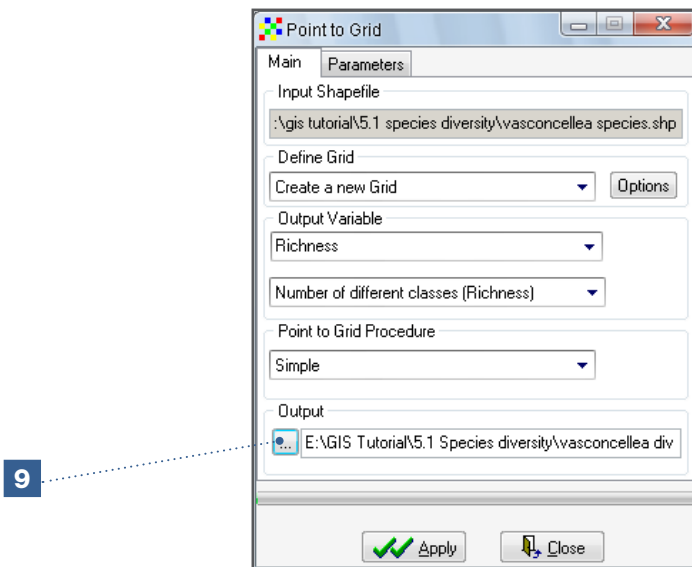 Point to Grid
Main Parameters
Input Shapefile
:\gis tutorial\5.1 species diversity\vasconcellea species.shp
Define Grid
Create a new Grid Options
Output Variable
Richness
Number of different classes (Richness)
Point to Grid Procedure
Simple
Output
... E:\GIS Tutorial\5.1 Species diversity\vasconcellea div
9
Apply Close